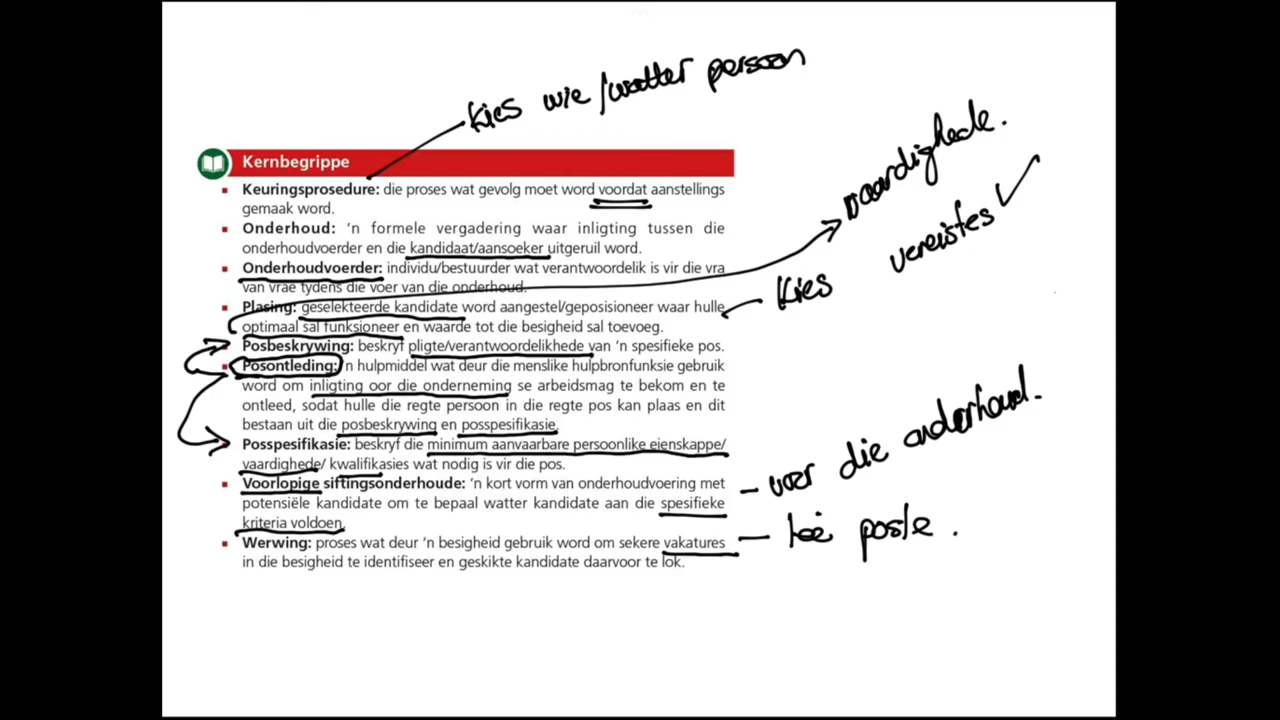 Kies wie/watter persoon
vaardighede.
Kernbegrippe
Keuringsprosedure: die proses wat gevolg moet word voordat aanstellings
gemaak word.
vereistes
Onderhoud: 'n formele vergadering waar inligting tussen die
onderhoudvoerder en die kandidaat/aansoeker uitgeruil word.
Onderhoudvoerder: individu/bestuurder wat verantwoordelik is vir die vra
van vrae tydens die voer van die onderhoud.
Kies
Plasing: geselekteerde kandidate word aangestel/geposisioneer waar hulle
optimaal sal funksioneer en waarde tot die besigheid sal toevoeg.
Posbeskrywing: beskryf pligte/verantwoordelikhede van 'n spesifieke pos.
Posontleding: 'n hulpmiddel wat deur die menslike hulpbronfunksie gebruik
word om inligting oor die onderneming se arbeidsmag te bekom en te
ontleed, sodat hulle die regte persoon in die regte pos kan plaas en dit
bestaan uit die posbeskrywing en posspesifikasie.
Posspesifikasie: beskryf die minimum aanvaarbare persoonlike eienskappe/
vaardighede/ kwalifikasies wat nodig is vir die pos.
Voorlopige siftingsonderhoude: 'n kort vorm van onderhoudvoering met
potensiële kandidate om te bepaal watter kandidate aan die spesifieke
kriteria voldoen.
– voer die onderhoud.
Werwing: proses wat deur 'n besigheid gebruik word om sekere vakatures
in die besigheid te identifiseer en geskikte kandidate daarvoor te lok.
– leë poste.